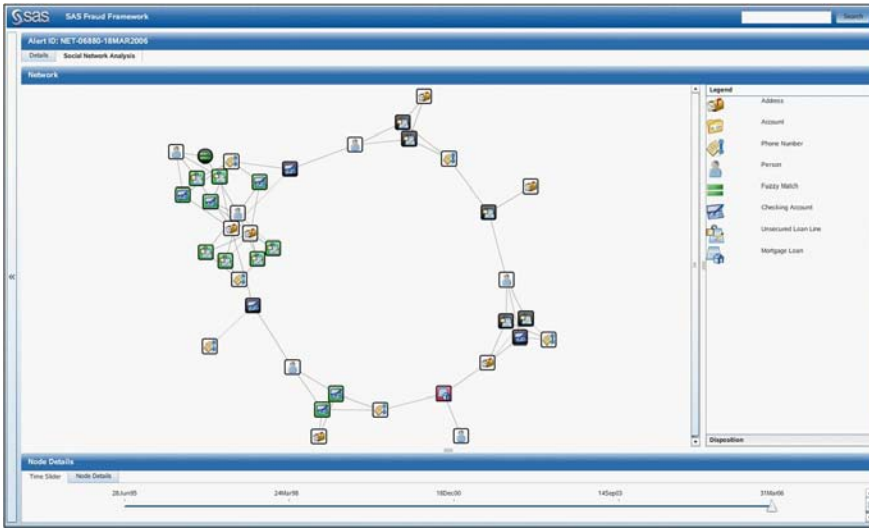 sas SAS Fraud Framework Search
Alert ID: NET-06880-18MAR2006
Details Social Network Analysis
Network
Legend
Address
Account
Phone Number
Person
Fuzzy Match
Checking Account
Unsecured Loan Line
Mortgage Loan
Disposition
Node Details
Time Slider Node Details
28Jun95 24Mar98 18Dec00 14Sep03 31Mar06